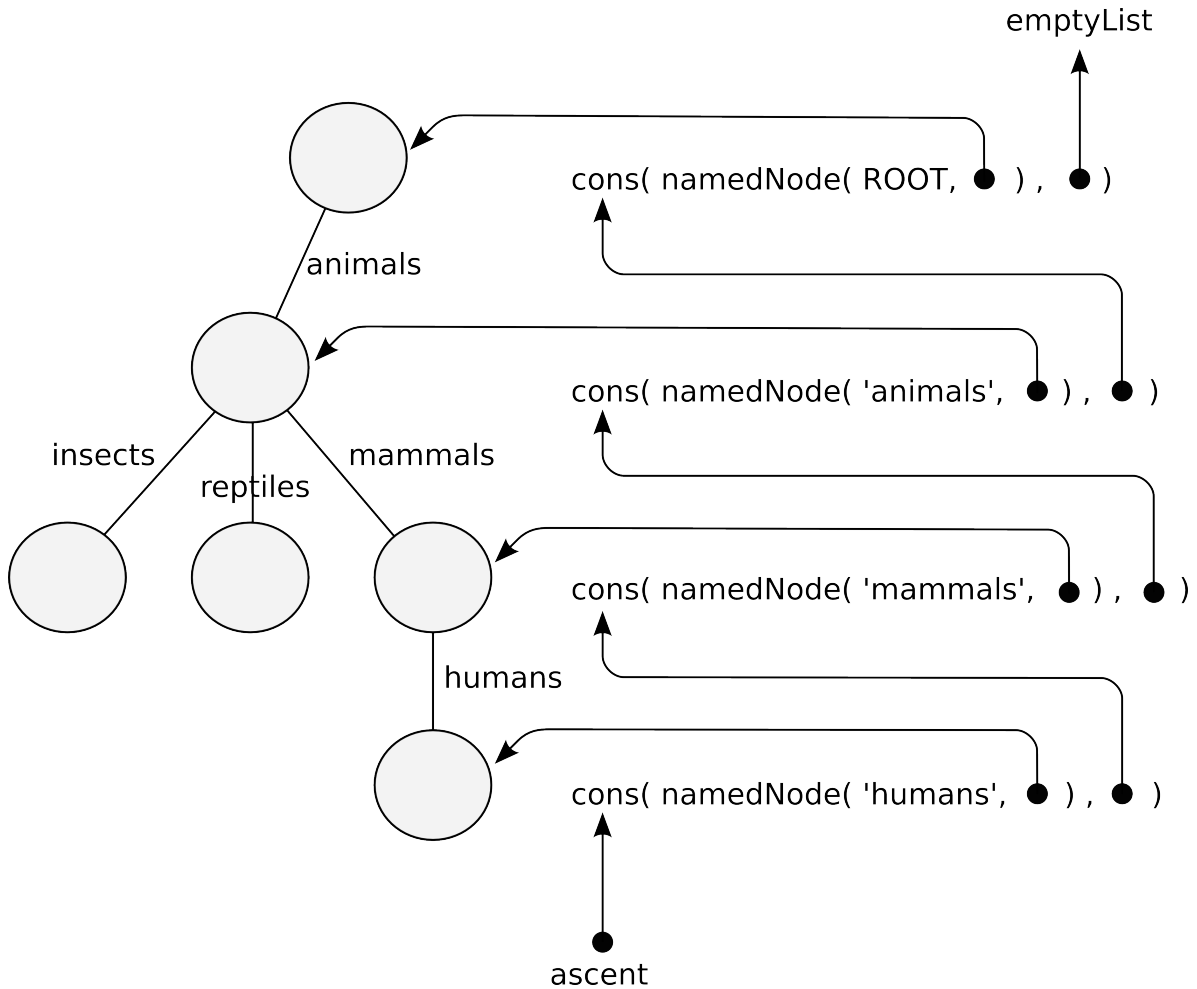 emptyList
cons( namedNode( ROOT, ) , )
animals
cons( namedNode( 'animals', ) , )
insects
mammals
reptiles
cons( namedNode( 'mammals', ) , )
humans
cons( namedNode( 'humans', ) , )
ascent